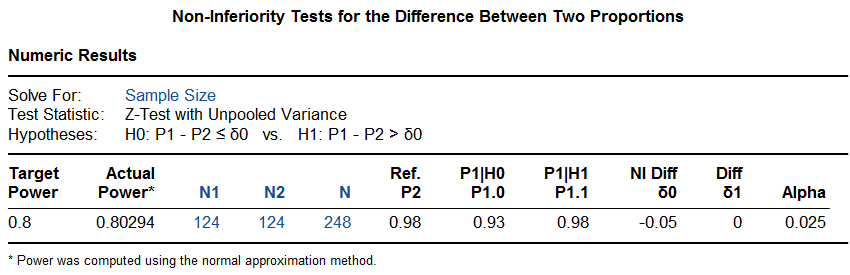 Non-Inferiority Tests for the Difference Between Two Proportions
Numeric Results
Solve For: Sample Size
Test Statistic: Z-Test with Unpooled Variance
Hypotheses: H0: P1 - P2 ≤ δ0 vs. H1: P1 - P2 > δ0
Target Actual Ref. P1|H0 P1|H1 NI Diff Diff
Power Power* N1 N2 N P2 P1.0 P1.1 δ0 δ1 Alpha
0.8 0.80294 124 124 248 0.98 0.93 0.98 -0.05 0 0.025
* Power was computed using the normal approximation method.